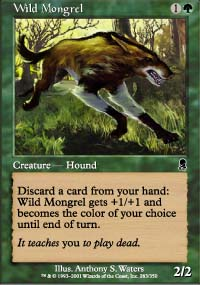 Wild Mongrel 1
Creature — Hound
Discard a card from your hand:
Wild Mongrel gets +1/+1 and
becomes the color of your choice
until end of turn.
It teaches you to play dead.
Illus. Anthony S. Waters
™ & © 1993–2001 Wizards of the Coast, Inc. 283/350
2/2